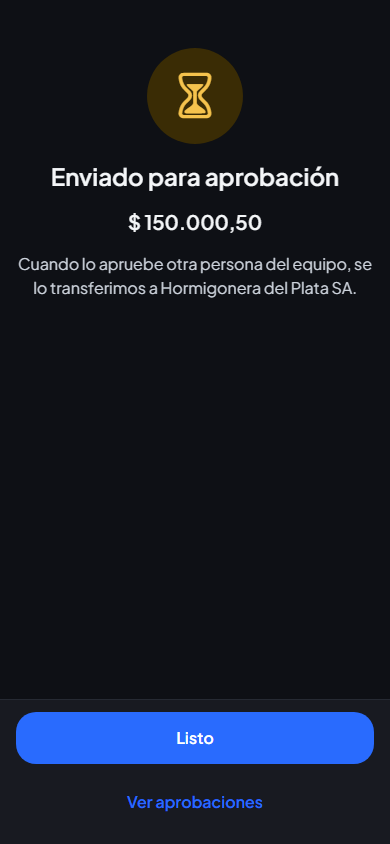 Enviado para aprobación
$ 150.000,50
Cuando lo apruebe otra persona del equipo, se
lo transferimos a Hormigonera del Plata SA.
Listo
Ver aprobaciones